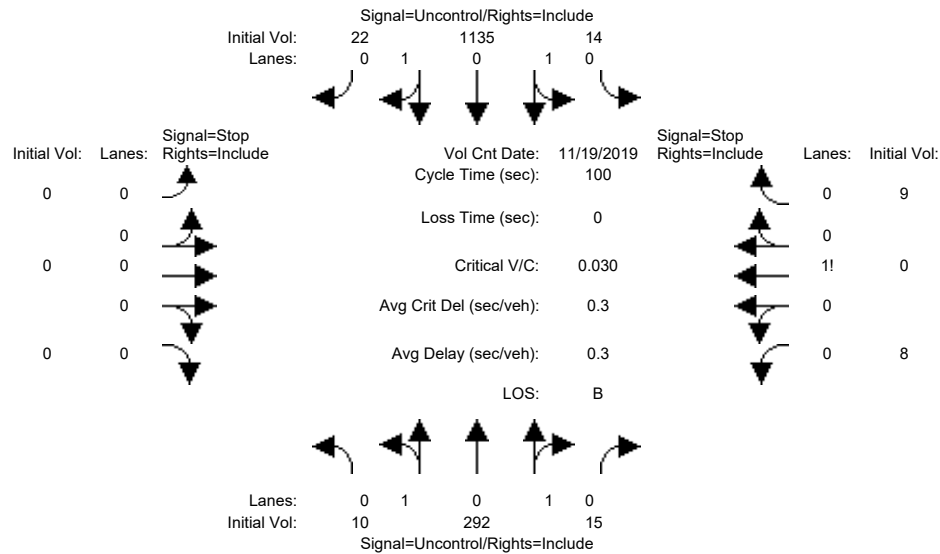 Signal=Uncontrol/Rights=Include
Initial Vol: 22 1135 14
Lanes: 0 1 0 1 0
Signal=Stop Signal=Stop
Initial Vol: Lanes: Rights=Include Vol Cnt Date: 11/19/2019 Rights=Include Lanes: Initial Vol:
Cycle Time (sec): 100
0 0 0 9
Loss Time (sec): 0
0 0
0 0 Critical V/C: 0.030 1! 0
0 Avg Crit Del (sec/veh): 0.3 0
0 0 Avg Delay (sec/veh): 0.3 0 8
LOS: B
Lanes: 0 1 0 1 0
Initial Vol: 10 292 15
Signal=Uncontrol/Rights=Include